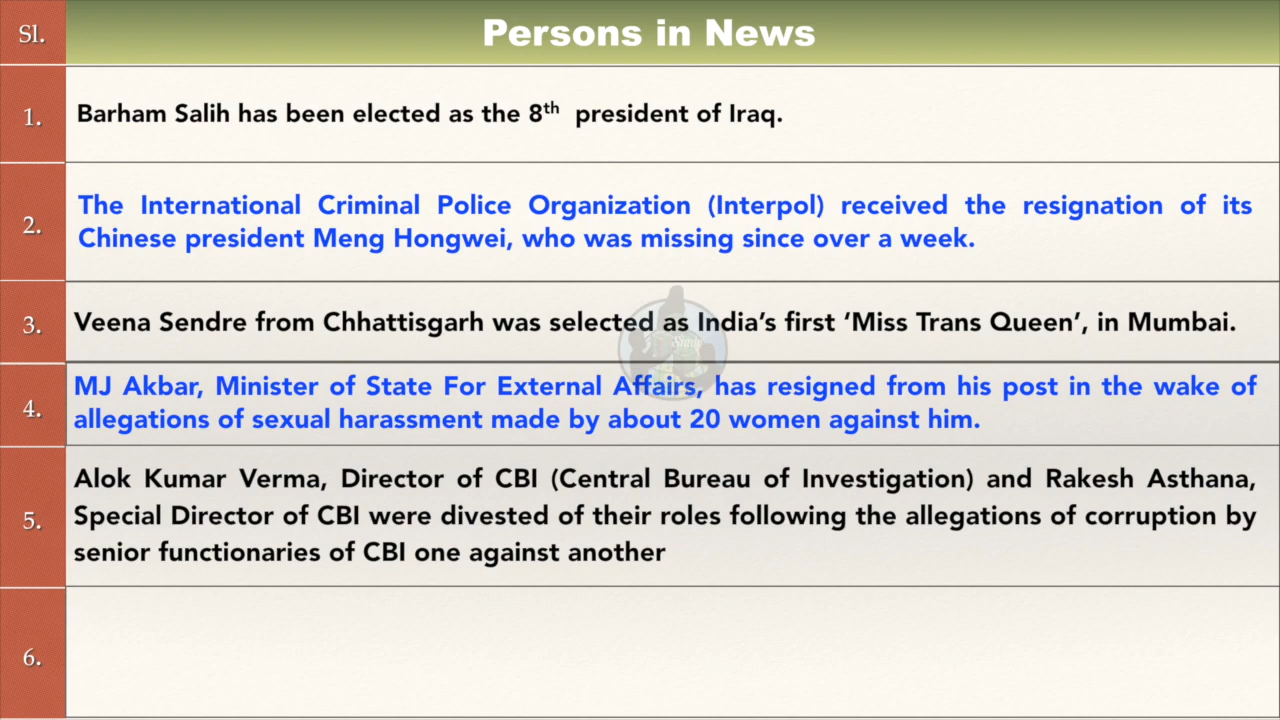 Sl.
Persons in News
1.
Barham Salih has been elected as the 8th president of Iraq.
2.
The International Criminal Police Organization (Interpol) received the resignation of its
Chinese president Meng Hongwei, who was missing since over a week.
3.
Veena Sendre from Chhattisgarh was selected as India's first 'Miss Trans Queen', in Mumbai.
4.
MJ Akbar, Minister of State For External Affairs, has resigned from his post in the wake of
allegations of sexual harassment made by about 20 women against him.
5.
Alok Kumar Verma, Director of CBI (Central Bureau of Investigation) and Rakesh Asthana,
Special Director of CBI were divested of their roles following the allegations of corruption by
senior functionaries of CBI one against another
6.